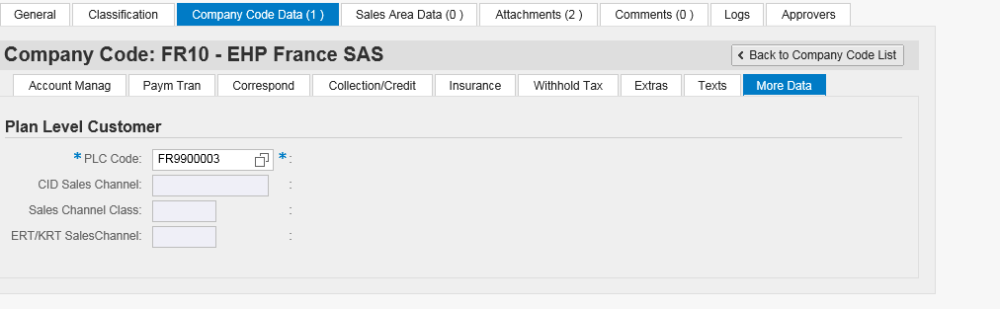 General Classification Company Code Data (1 ) Sales Area Data (0 ) Attachments (2 ) Comments (0 ) Logs Approvers
Company Code: FR10 - EHP France SAS Back to Company Code List
Account Manag Paym Tran Correspond Collection/Credit Insurance Withhold Tax Extras Texts More Data
Plan Level Customer
* PLC Code: FR9900003 * :
CID Sales Channel: :
Sales Channel Class: :
ERT/KRT SalesChannel: :